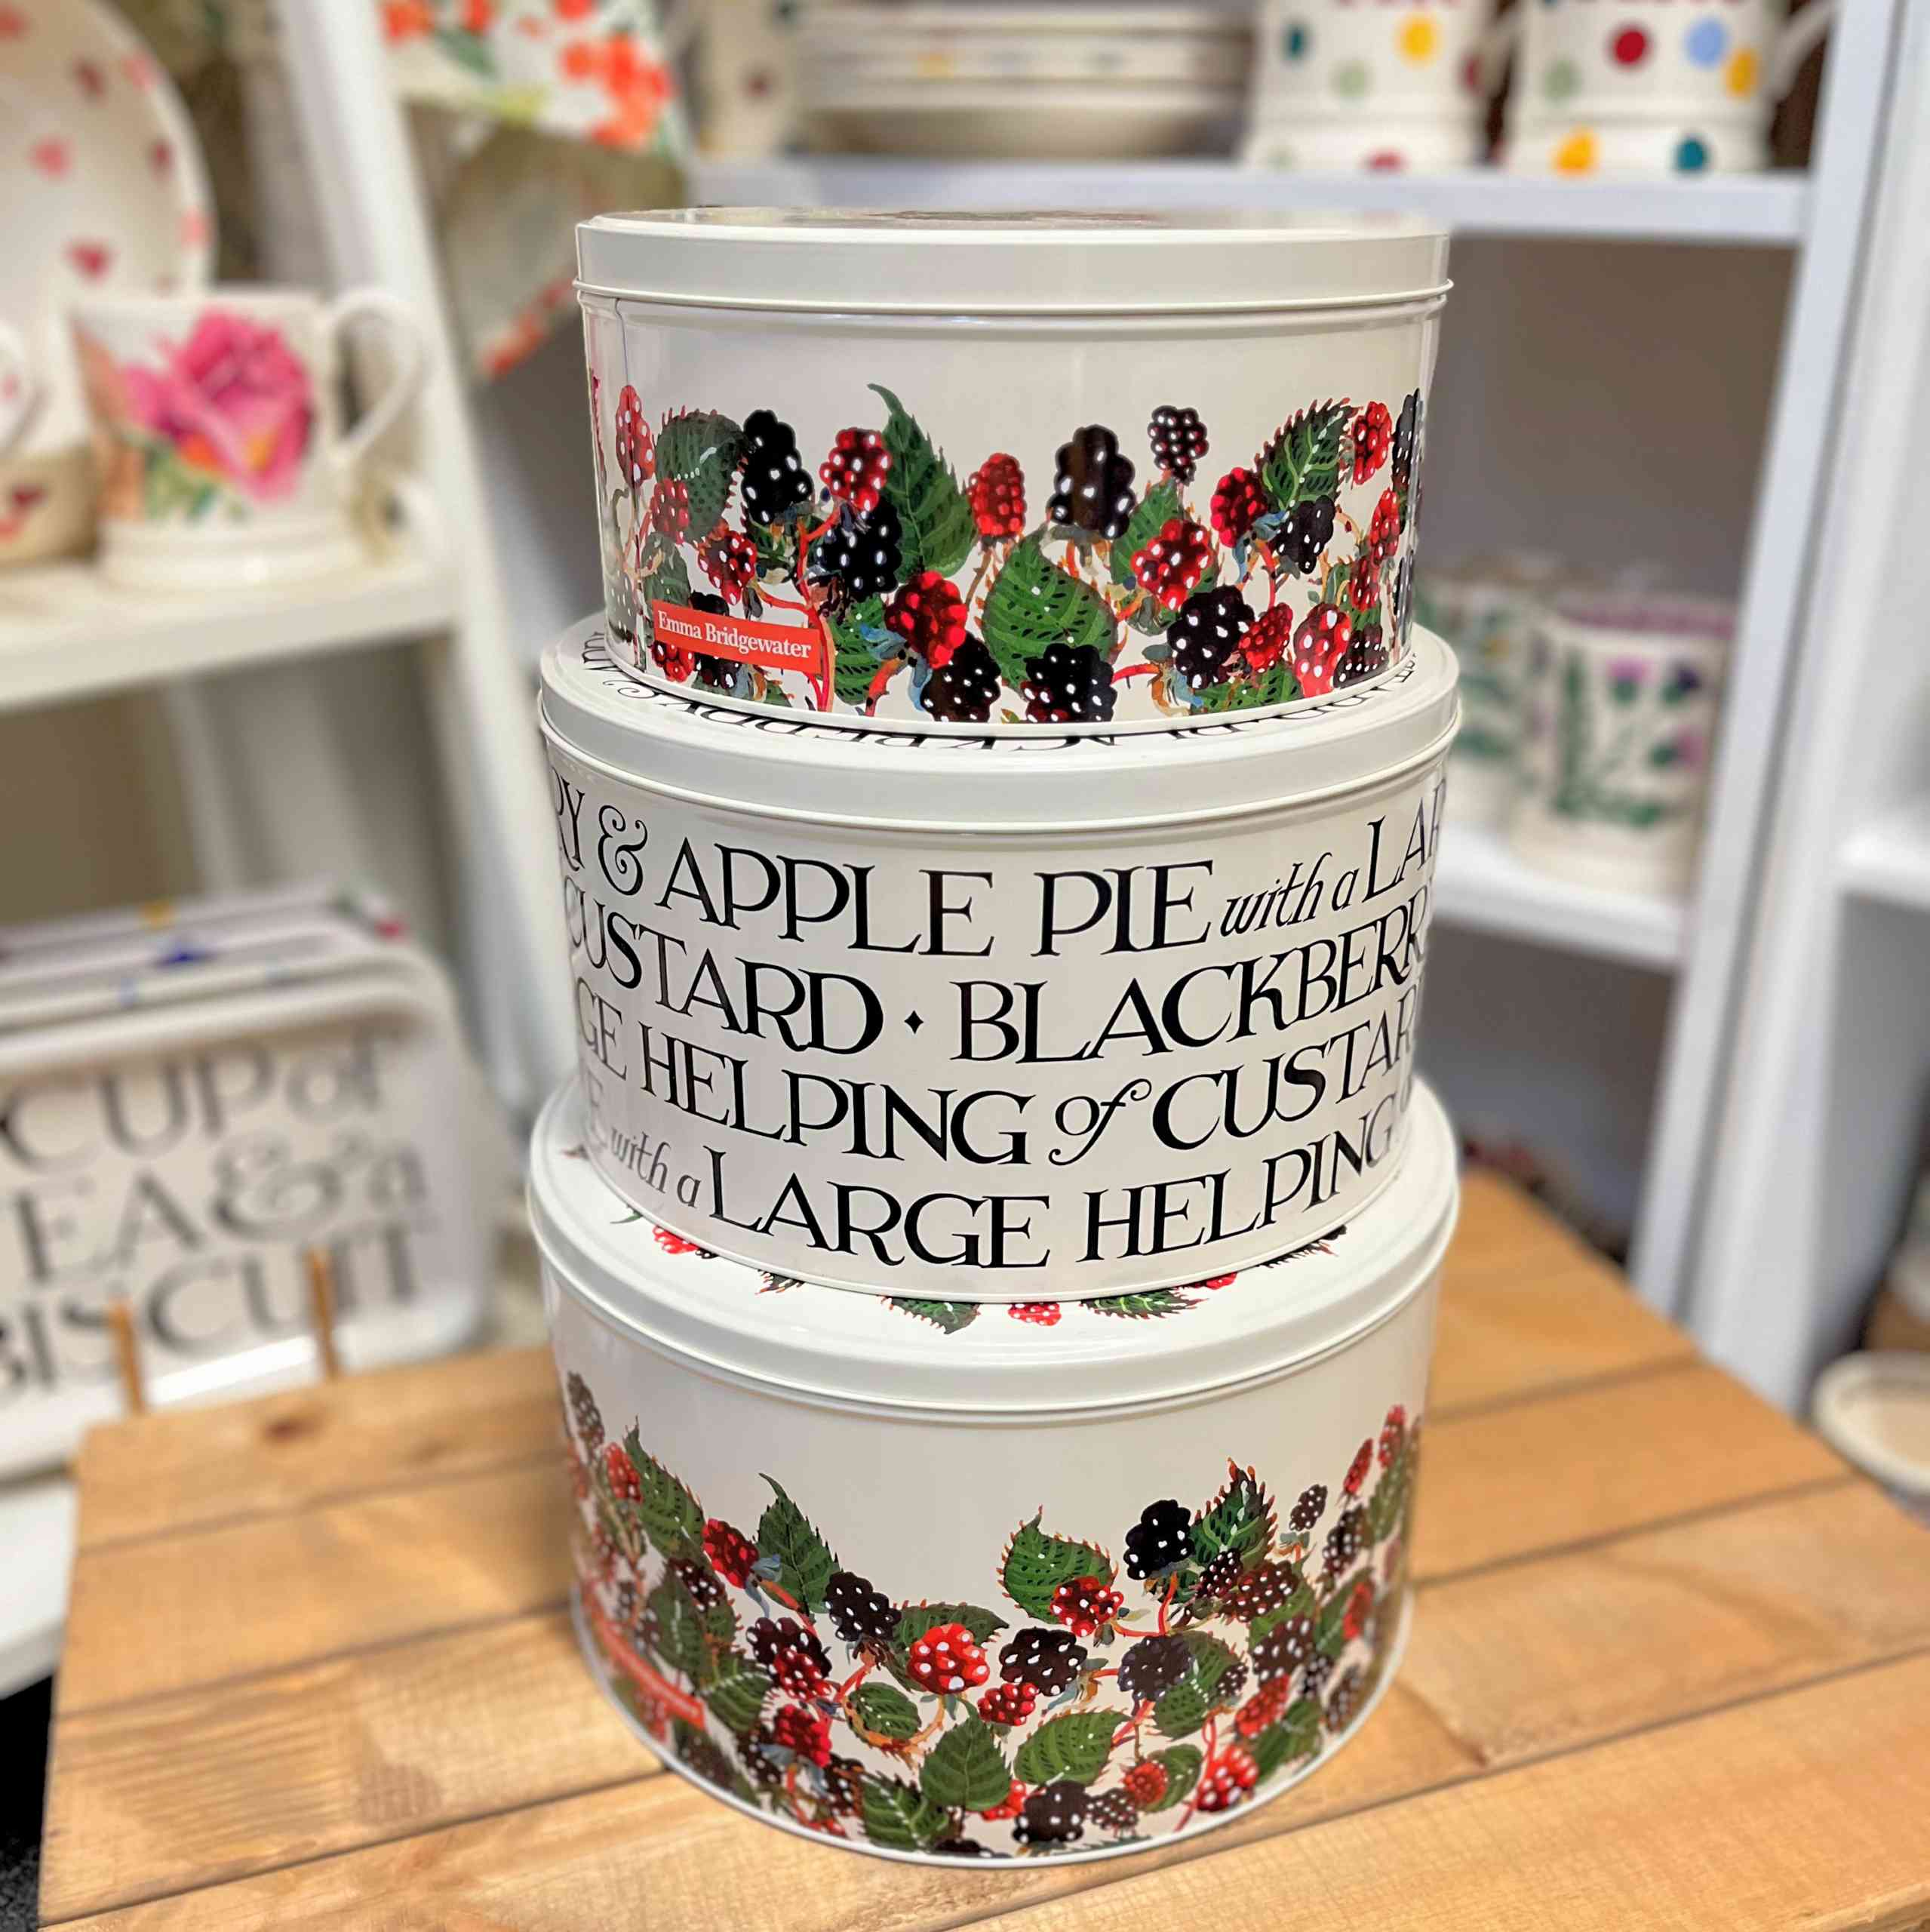 Emma Bridgewater
RY & APPLE PIE with a LAR
CUSTARD • BLACKBERR
GE HELPING of CUSTAR
E with a LARGE HELPING
CUP of
TEA & a
BISCUIT